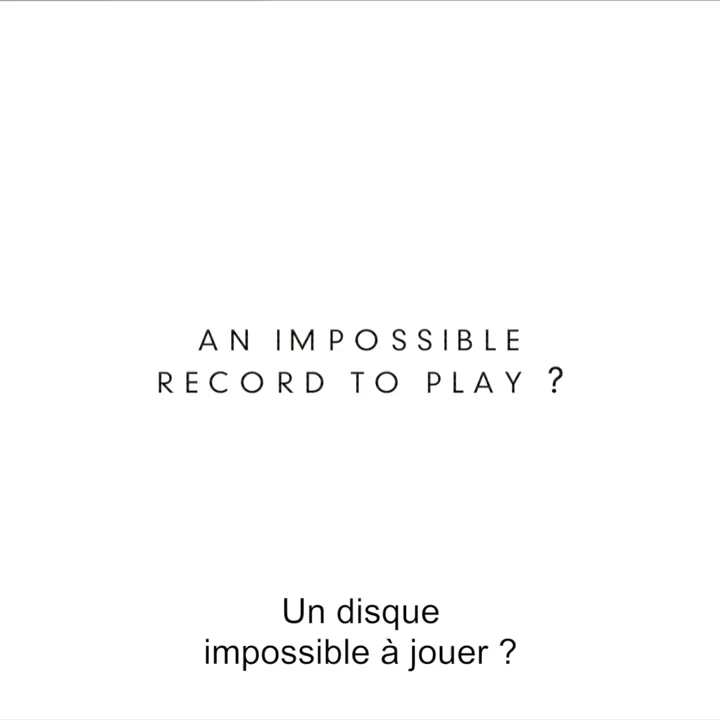 AN IMPOSSIBLE
RECORD TO PLAY ?
Un disque
impossible à jouer ?